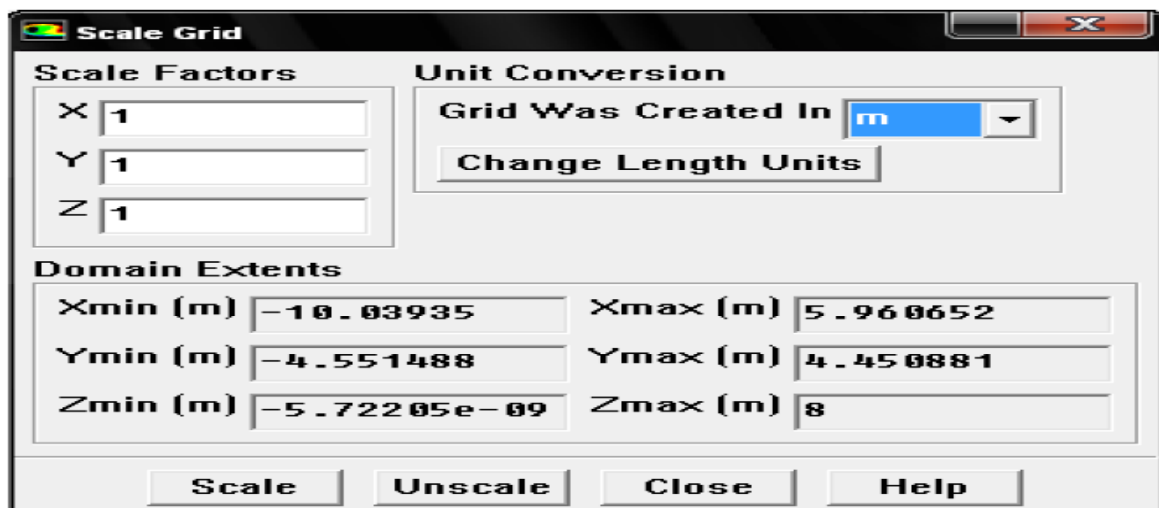 Scale Grid
Scale Factors
X 1
Y 1
Z 1
Unit Conversion
Grid Was Created In m
Change Length Units
Domain Extents
Xmin (m) -10.03935 Xmax (m) 5.960652
Ymin (m) -4.551488 Ymax (m) 4.450881
Zmin (m) -5.72205e-09 Zmax (m) 8
Scale Unscale Close Help